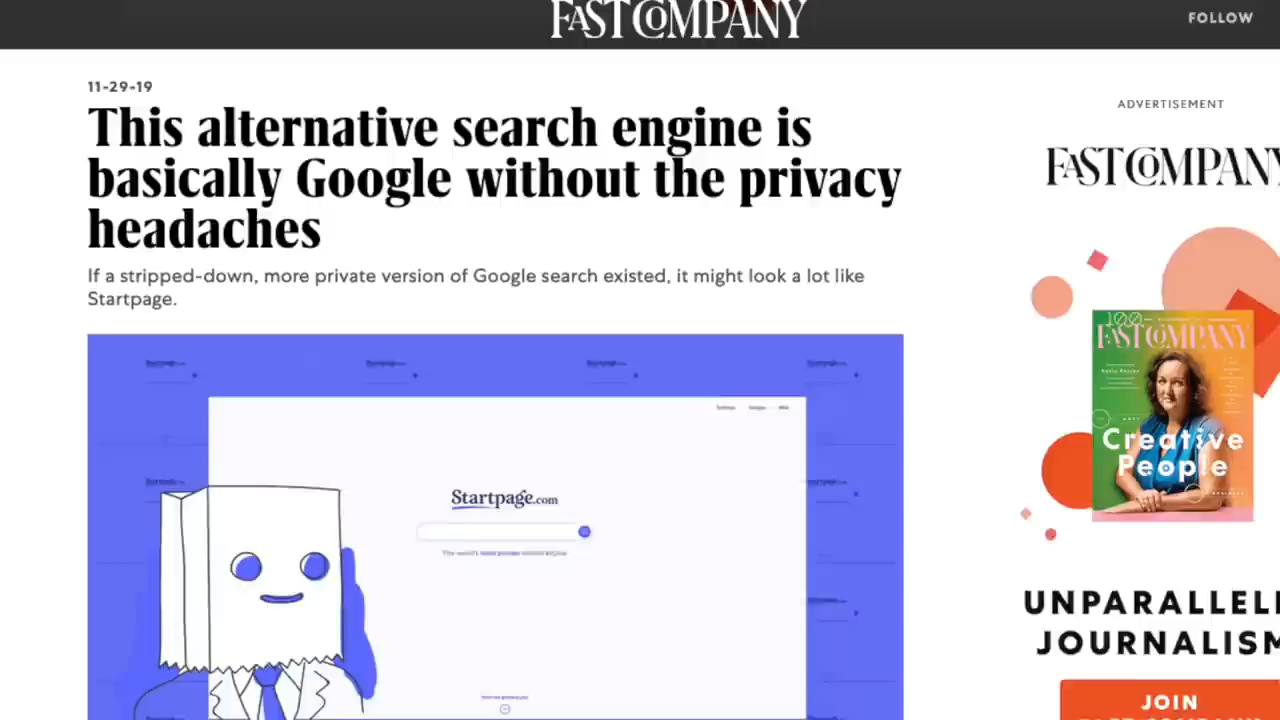 FAST COMPANY
FOLLOW
11-29-19
This alternative search engine is
basically Google without the privacy
headaches
If a stripped-down, more private version of Google search existed, it might look a lot like
Startpage.
Startpage.com
ADVERTISEMENT
FAST COMPANY
FAST COMPANY
Creative
People
UNPARALLEL
JOURNALISM
JOIN